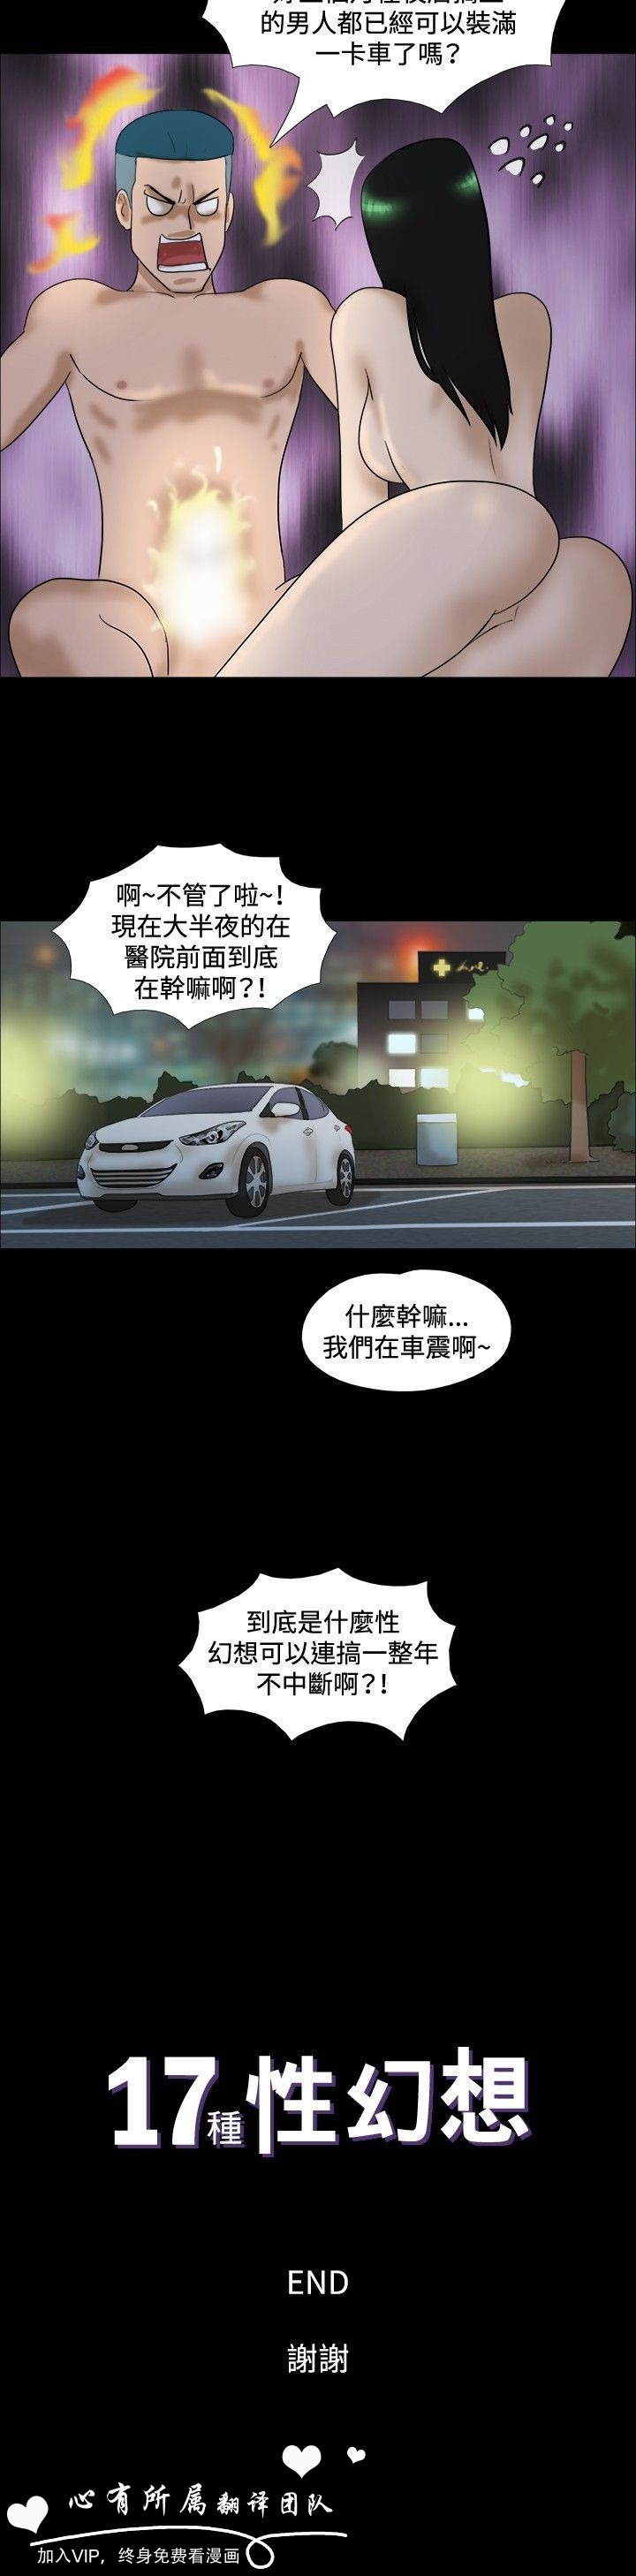 的男人都已經可以裝滿
一卡車了嗎？
啊~不管了啦~！
現在大半夜的在
醫院前面到底
在幹嘛啊？！
什麼幹嘛...
我們在車震啊~
到底是什麼性
幻想可以連搞一整年
不中斷啊？！
17種性幻想
END
謝謝
心有所属翻译团队
加入VIP，终身免费看漫画